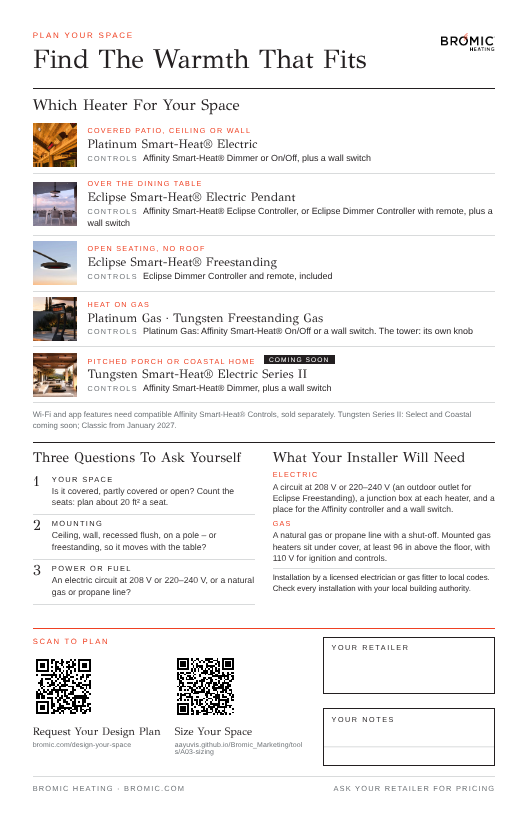 PLAN YOUR SPACE
Find The Warmth That Fits
BROMIC
HEATING
Which Heater For Your Space
COVERED PATIO, CEILING OR WALL
Platinum Smart-Heat® Electric
CONTROLS Affinity Smart-Heat® Dimmer or On/Off, plus a wall switch
OVER THE DINING TABLE
Eclipse Smart-Heat® Electric Pendant
CONTROLS Affinity Smart-Heat® Eclipse Controller, or Eclipse Dimmer Controller with remote, plus a
wall switch
OPEN SEATING, NO ROOF
Eclipse Smart-Heat® Freestanding
CONTROLS Eclipse Dimmer Controller and remote, included
HEAT ON GAS
Platinum Gas · Tungsten Freestanding Gas
CONTROLS Platinum Gas: Affinity Smart-Heat® On/Off or a wall switch. The tower: its own knob
PITCHED PORCH OR COASTAL HOME COMING SOON
Tungsten Smart-Heat® Electric Series II
CONTROLS Affinity Smart-Heat® Dimmer, plus a wall switch
Wi-Fi and app features need compatible Affinity Smart-Heat® Controls, sold separately. Tungsten Series II: Select and Coastal
coming soon; Classic from January 2027.
Three Questions To Ask Yourself
1 YOUR SPACE
Is it covered, partly covered or open? Count the
seats: plan about 20 ft² a seat.
2 MOUNTING
Ceiling, wall, recessed flush, on a pole – or
freestanding, so it moves with the table?
3 POWER OR FUEL
An electric circuit at 208 V or 220–240 V, or a natural
gas or propane line?
What Your Installer Will Need
ELECTRIC
A circuit at 208 V or 220–240 V (an outdoor outlet for
Eclipse Freestanding), a junction box at each heater, and a
place for the Affinity controller and a wall switch.
GAS
A natural gas or propane line with a shut-off. Mounted gas
heaters sit under cover, at least 96 in above the floor, with
110 V for ignition and controls.
Installation by a licensed electrician or gas fitter to local codes.
Check every installation with your local building authority.
SCAN TO PLAN
Request Your Design Plan
bromic.com/design-your-space
Size Your Space
aayuvis.github.io/Bromic_Marketing/tool
s/A03-sizing
YOUR RETAILER
YOUR NOTES
BROMIC HEATING · BROMIC.COM
ASK YOUR RETAILER FOR PRICING